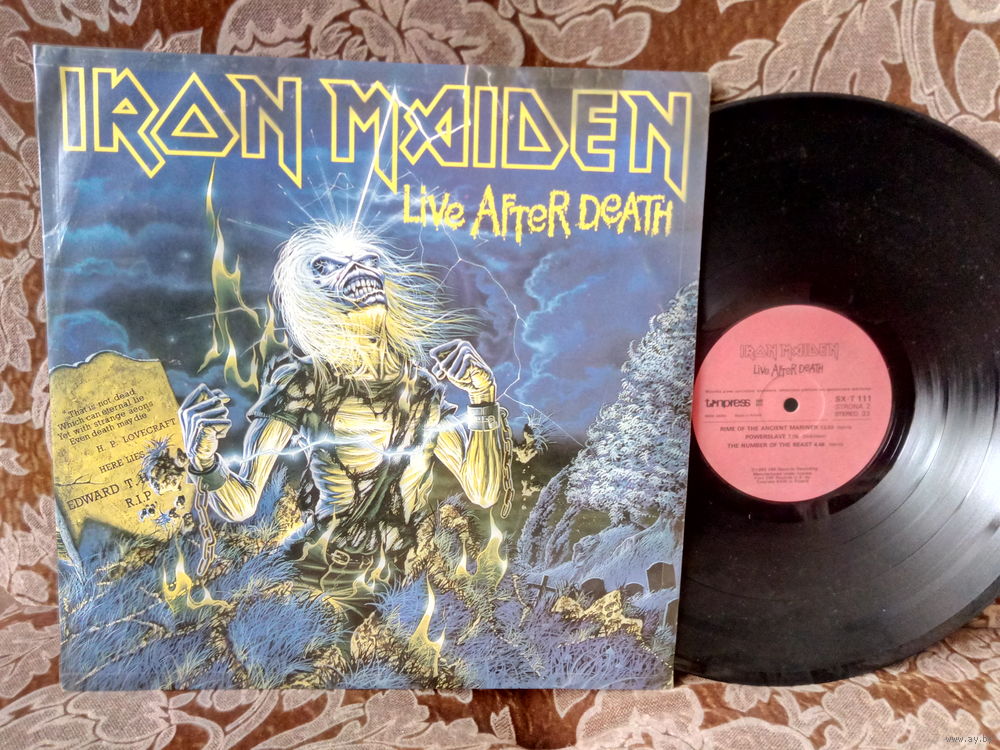 IRON MAIDEN
LIVE AFTER DEATH
"That is not dead
Which can eternal lie
Yet with strange aeons
Even death may die."
H. P. LOVECRAFT
HERE LIES
EDWARD T.
R.I.P.
IRON MAIDEN
LIVE AFTER DEATH
tonpress
SX-T 111
STRONA 2
STEREO 33
RIME OF THE ANCIENT MARINER
POWERSLAVE
THE NUMBER OF THE BEAST
www.ay.by